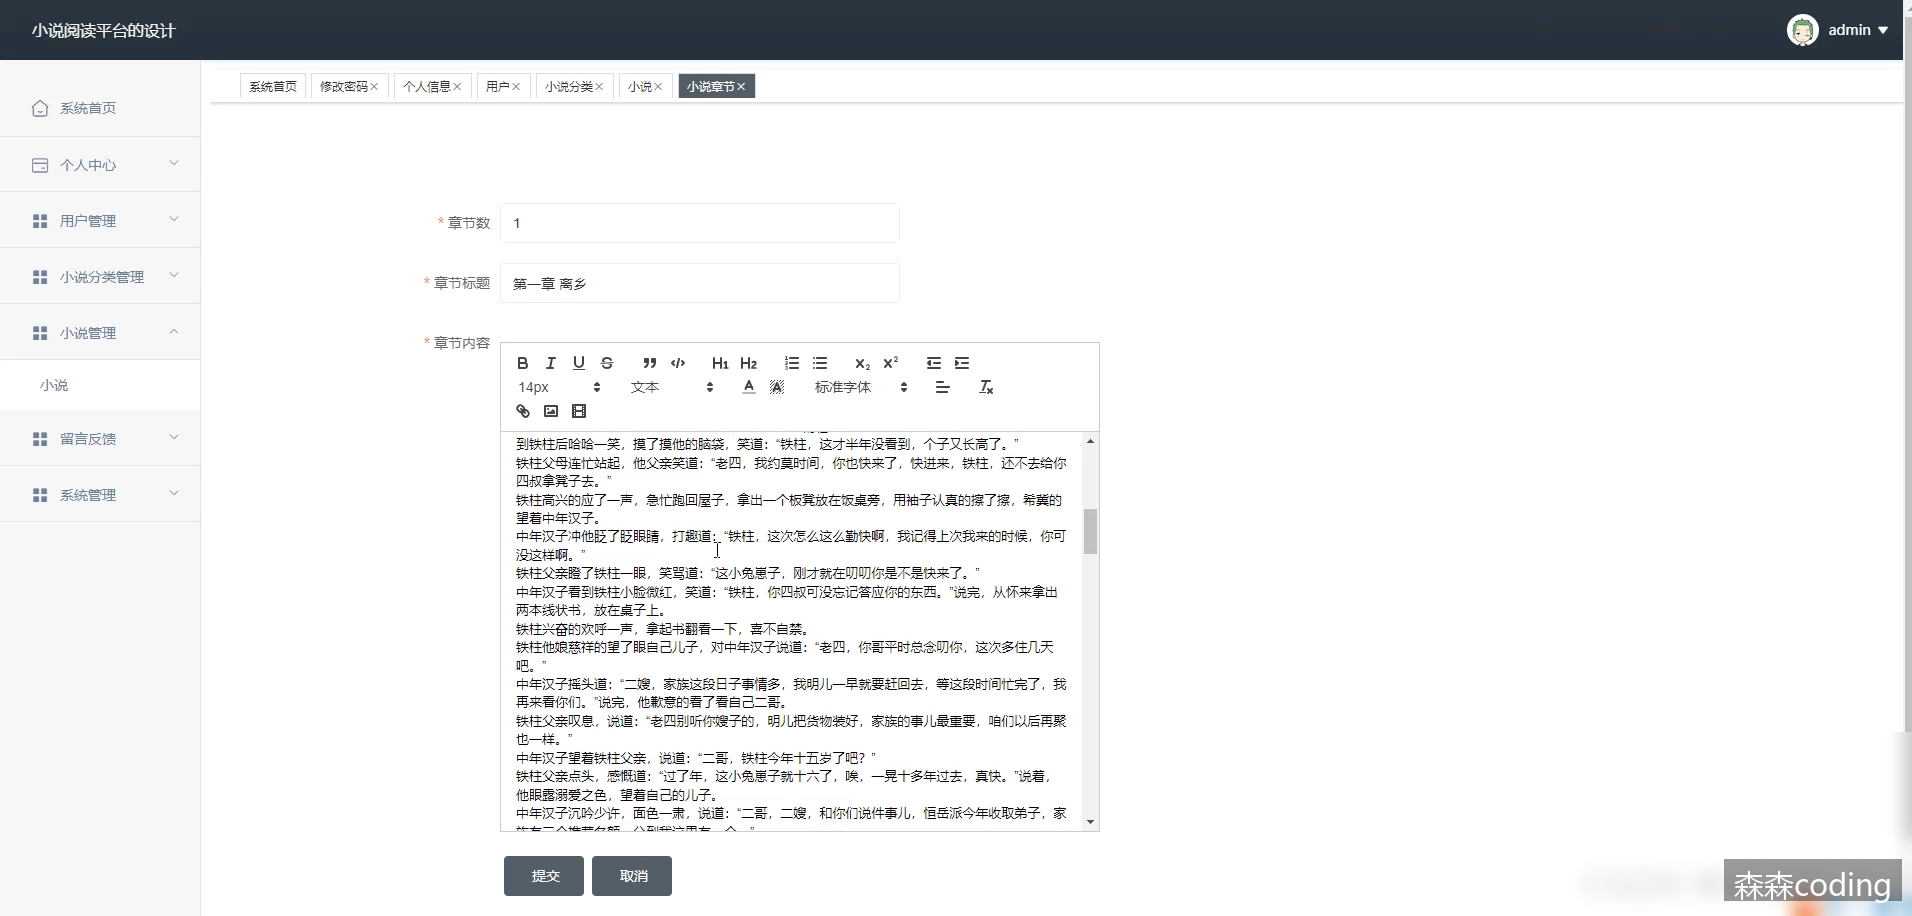 小说阅读平台的设计
admin
系统首页
修改密码×
个人信息×
用户×
小说分类×
小说×
小说章节×
系统首页
个人中心
用户管理
小说分类管理
小说管理
小说
留言反馈
系统管理
* 章节数
1
* 章节标题
第一章 离乡
* 章节内容
B I U S H1 H2 X2 X2
14px 文本 A A 标准字体 Tx
到铁柱后哈哈一笑，摸了摸他的脑袋，笑道：“铁柱，这才半年没看到，个子又长高了。”
铁柱父母连忙站起，他父亲笑道：“老四，我约莫时间，你也快来了，快进来，铁柱，还不去给你
四叔拿凳子去。”
铁柱高兴的应了一声，急忙跑回屋子，拿出一个板凳放在饭桌旁，用袖子认真的擦了擦，希冀的
望着中年汉子。
中年汉子冲他眨了眨眼睛，打趣道：“铁柱，这次怎么这么勤快啊，我记得上次我来的时候，你可
没这样啊。”
铁柱父亲瞪了铁柱一眼，笑骂道：“这小兔崽子，刚才就在叨叨你是不是快来了。”
中年汉子看到铁柱小脸微红，笑道：“铁柱，你四叔可没忘记答应你的东西。”说完，从怀来拿出
两本线状书，放在桌子上。
铁柱兴奋的欢呼一声，拿起书翻看一下，喜不自禁。
铁柱他娘慈祥的望了眼自己儿子，对中年汉子说道：“老四，你哥平时总念叨你，这次多住几天
吧。”
中年汉子摇头道：“二嫂，家族这段日子事情多，我明儿一早就要赶回去，等这段时间忙完了，我
再来看你们。”说完，他歉意的看了看自己二哥。
铁柱父亲叹息，说道：“老四别听你嫂子的，明儿把货物装好，家族的事儿最重要，咱们以后再聚
也一样。”
中年汉子望着铁柱父亲，说道：“二哥，铁柱今年十五岁了吧？”
铁柱父亲点头，感慨道：“过了年，这小兔崽子就十六了，唉，一晃十多年过去，真快。”说着，
他眼露溺爱之色，望着自己的儿子。
中年汉子沉吟少许，面色一肃，说道：“二哥，二嫂，和你们说件事儿，恒岳派今年收取弟子，家
提交
取消
森森coding